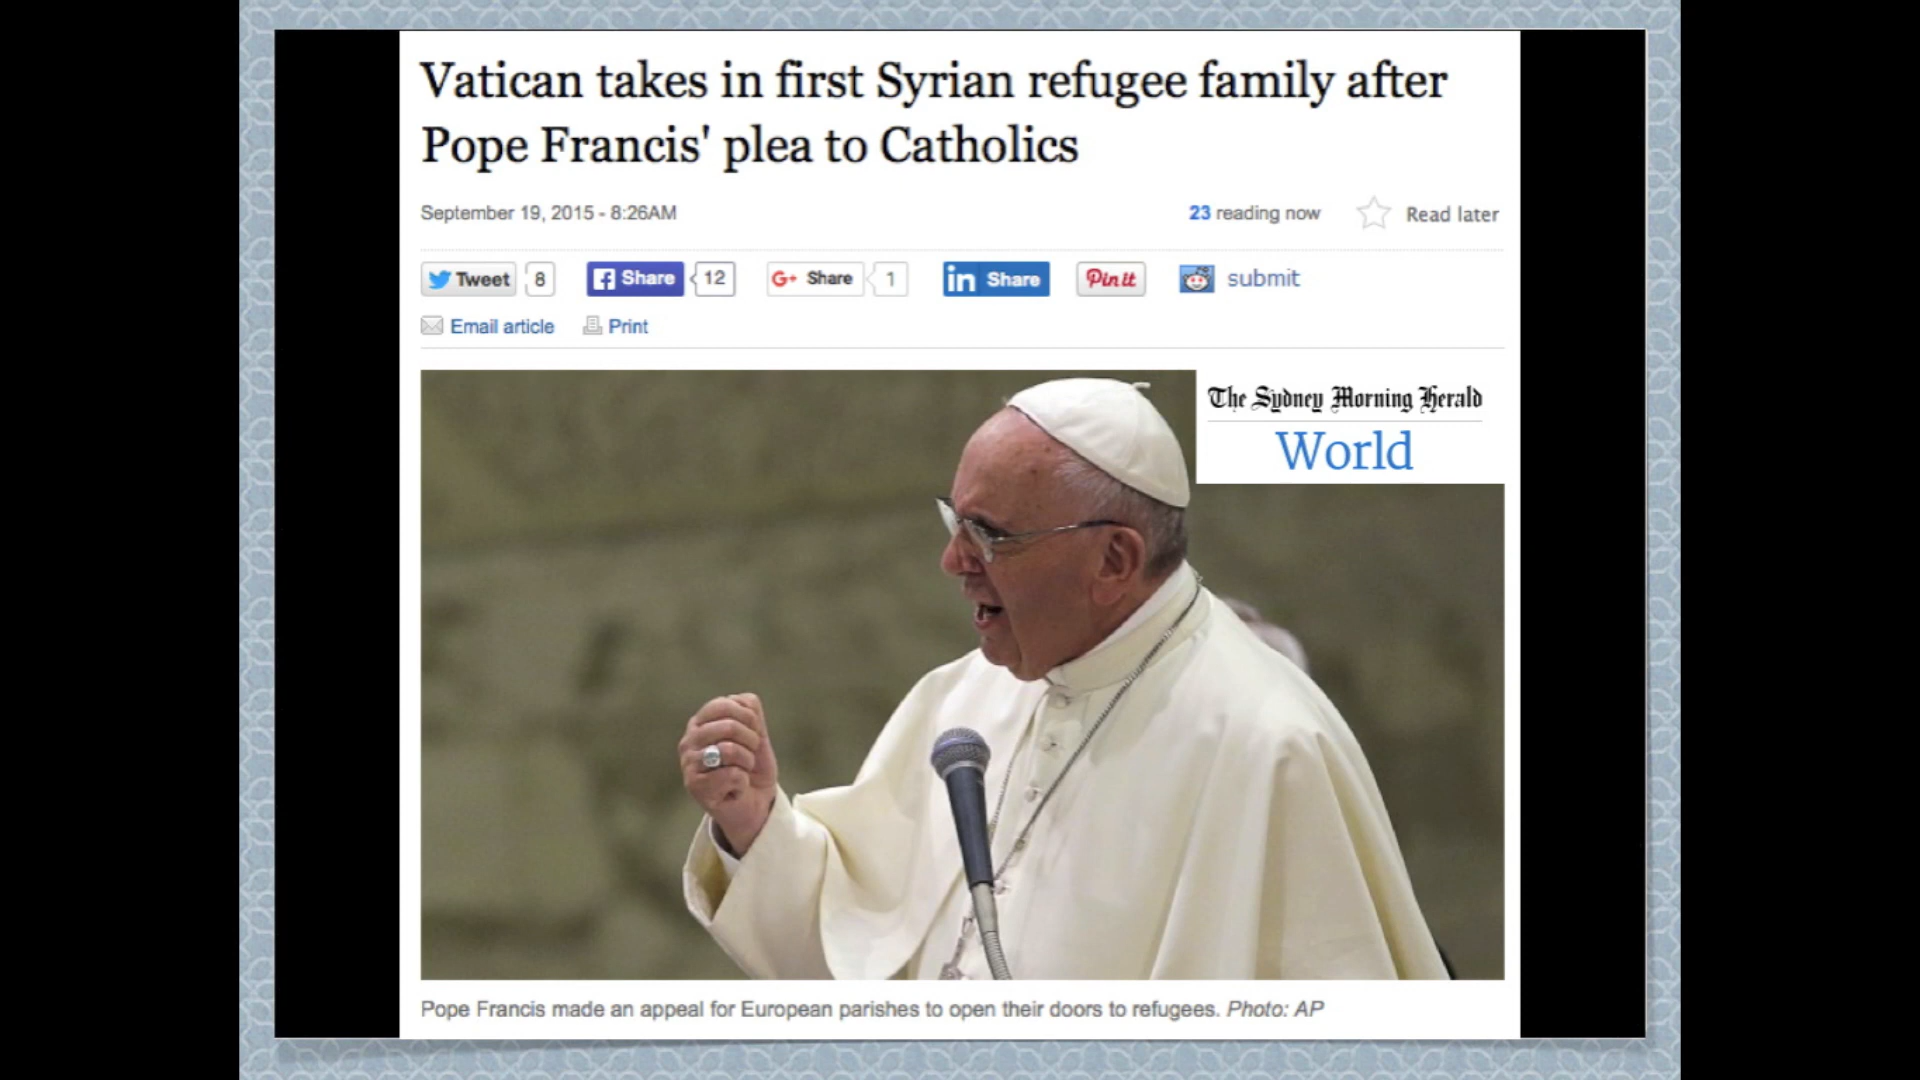 Vatican takes in first Syrian refugee family after
Pope Francis' plea to Catholics
September 19, 2015 - 8:26AM
23 reading now
Read later
Tweet 8
Share 12
G+ Share 1
in Share
Pin it
submit
Email article
Print
The Sydney Morning Herald
World
Pope Francis made an appeal for European parishes to open their doors to refugees. Photo: AP